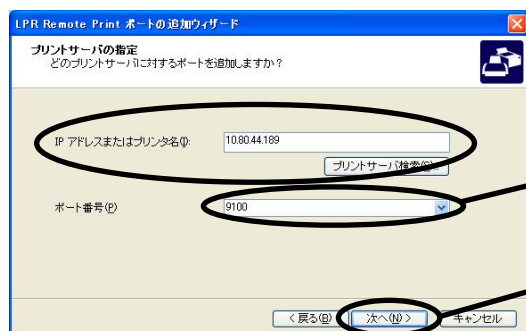 LPR Remote Print ポートの追加ウィザード
プリントサーバの指定
どのプリントサーバに対するポートを追加しますか?
IP アドレスまたはプリンタ名(I): 10.80.44.189
プリントサーバ検索(S)...
ポート番号(P) 9100
< 戻る(B) 次へ(N) > キャンセル